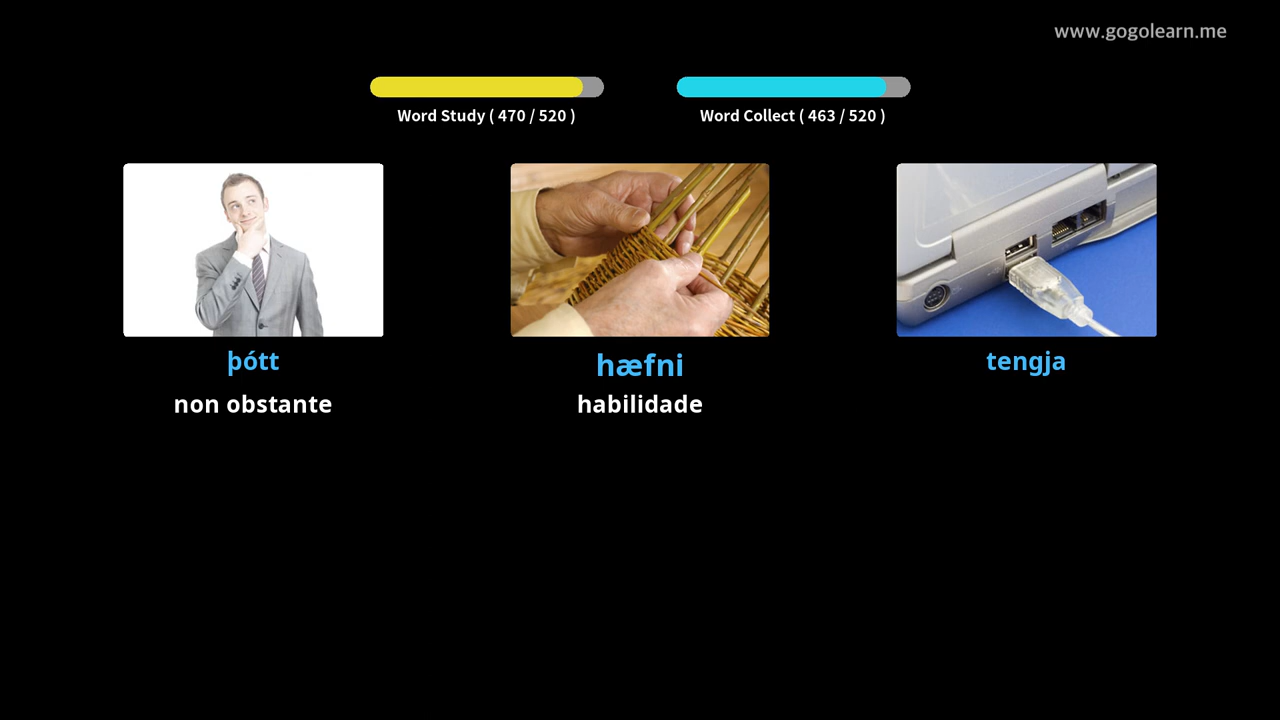 www.gogolearn.me
Word Study ( 470 / 520 )
Word Collect ( 463 / 520 )
þótt
hæfni
tengja
non obstante
habilidade